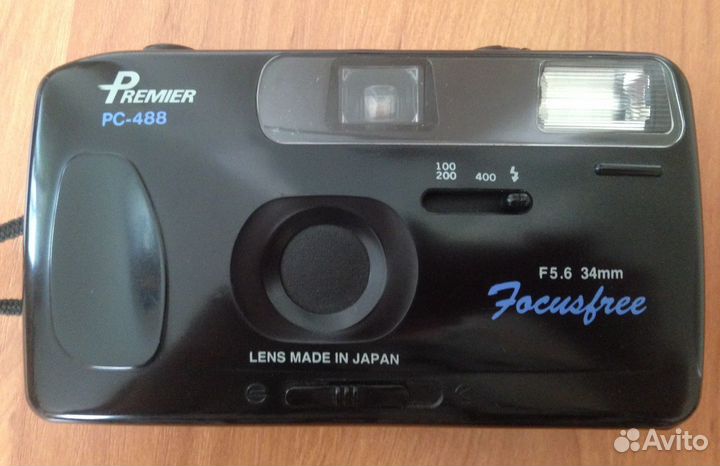 PREMIER
PC-488
100
200 400
F5.6 34mm
Focusfree
LENS MADE IN JAPAN
Avito